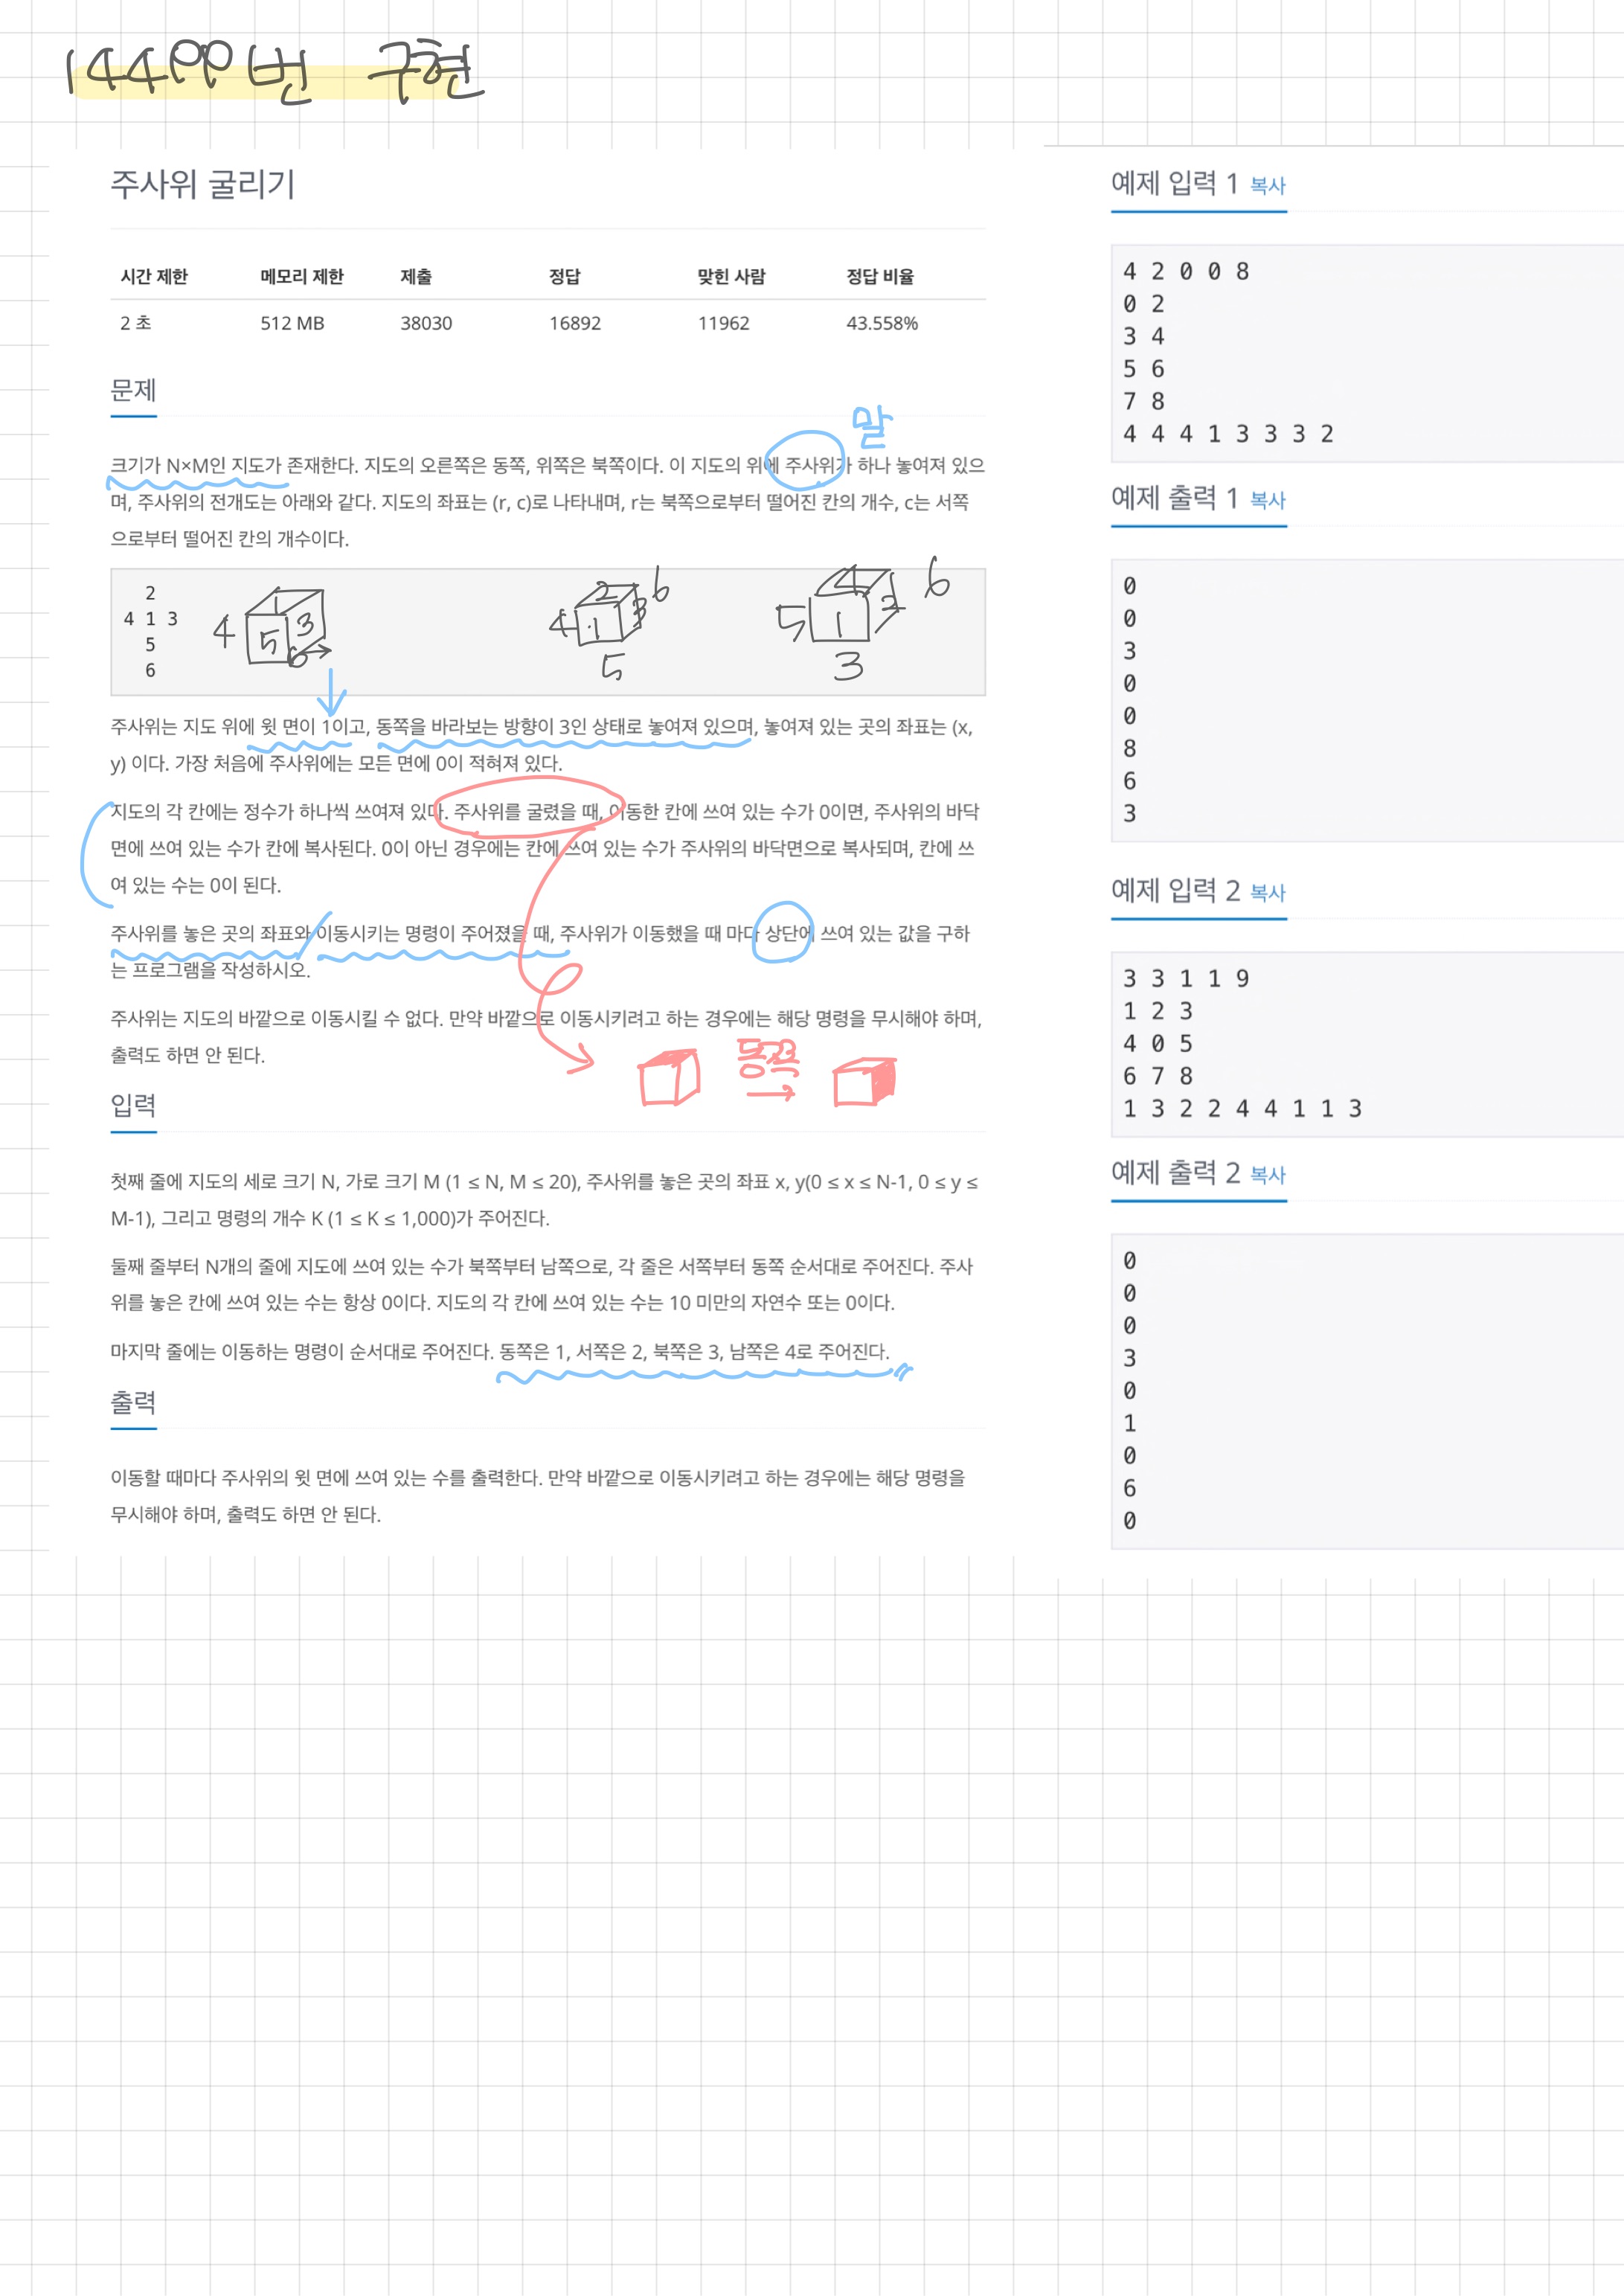 14499번 구현
주사위 굴리기
시간 제한 메모리 제한 제출 정답 맞힌 사람 정답 비율
2 초 512 MB 38030 16892 11962 43.558%
문제
말
크기가 N×M인 지도가 존재한다. 지도의 오른쪽은 동쪽, 위쪽은 북쪽이다. 이 지도의 위에 주사위가 하나 놓여져 있으
며, 주사위의 전개도는 아래와 같다. 지도의 좌표는 (r, c)로 나타내며, r는 북쪽으로부터 떨어진 칸의 개수, c는 서쪽
으로부터 떨어진 칸의 개수이다.
2
4 1 3
5
6
1
4 5 3
6
2 6
4 1 3
5
4 6
5 1 2
3
주사위는 지도 위에 윗 면이 1이고, 동쪽을 바라보는 방향이 3인 상태로 놓여져 있으며, 놓여져 있는 곳의 좌표는 (x,
y) 이다. 가장 처음에 주사위에는 모든 면에 0이 적혀져 있다.
지도의 각 칸에는 정수가 하나씩 쓰여져 있다. 주사위를 굴렸을 때, 이동한 칸에 쓰여 있는 수가 0이면, 주사위의 바닥
면에 쓰여 있는 수가 칸에 복사된다. 0이 아닌 경우에는 칸에 쓰여 있는 수가 주사위의 바닥면으로 복사되며, 칸에 쓰
여 있는 수는 0이 된다.
주사위를 놓은 곳의 좌표와 이동시키는 명령이 주어졌을 때, 주사위가 이동했을 때 마다 상단에 쓰여 있는 값을 구하
는 프로그램을 작성하시오.
주사위는 지도의 바깥으로 이동시킬 수 없다. 만약 바깥으로 이동시키려고 하는 경우에는 해당 명령을 무시해야 하며,
출력도 하면 안 된다.
동쪽
입력
첫째 줄에 지도의 세로 크기 N, 가로 크기 M (1 ≤ N, M ≤ 20), 주사위를 놓은 곳의 좌표 x, y(0 ≤ x ≤ N-1, 0 ≤ y ≤
M-1), 그리고 명령의 개수 K (1 ≤ K ≤ 1,000)가 주어진다.
둘째 줄부터 N개의 줄에 지도에 쓰여 있는 수가 북쪽부터 남쪽으로, 각 줄은 서쪽부터 동쪽 순서대로 주어진다. 주사
위를 놓은 칸에 쓰여 있는 수는 항상 0이다. 지도의 각 칸에 쓰여 있는 수는 10 미만의 자연수 또는 0이다.
마지막 줄에는 이동하는 명령이 순서대로 주어진다. 동쪽은 1, 서쪽은 2, 북쪽은 3, 남쪽은 4로 주어진다.
출력
이동할 때마다 주사위의 윗 면에 쓰여 있는 수를 출력한다. 만약 바깥으로 이동시키려고 하는 경우에는 해당 명령을
무시해야 하며, 출력도 하면 안 된다.
예제 입력 1 복사
4 2 0 0 8
0 2
3 4
5 6
7 8
4 4 4 1 3 3 3 2
예제 출력 1 복사
0
0
3
0
0
8
6
3
예제 입력 2 복사
3 3 1 1 9
1 2 3
4 0 5
6 7 8
1 3 2 2 4 4 1 1 3
예제 출력 2 복사
0
0
0
3
0
1
0
6
0